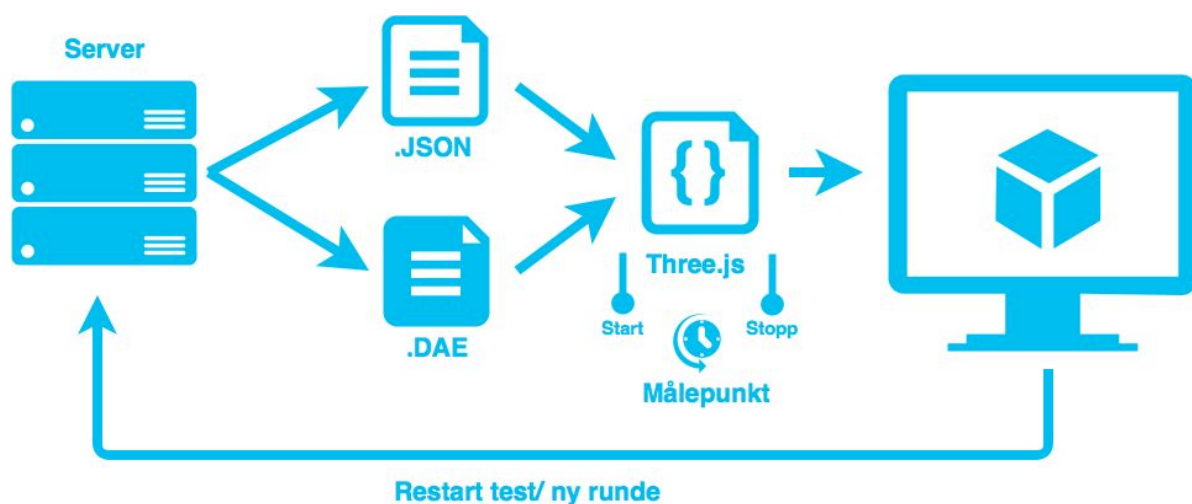 Server
.JSON
.DAE
{}
Three.js
Start
Stopp
Målepunkt
Restart test/ ny runde